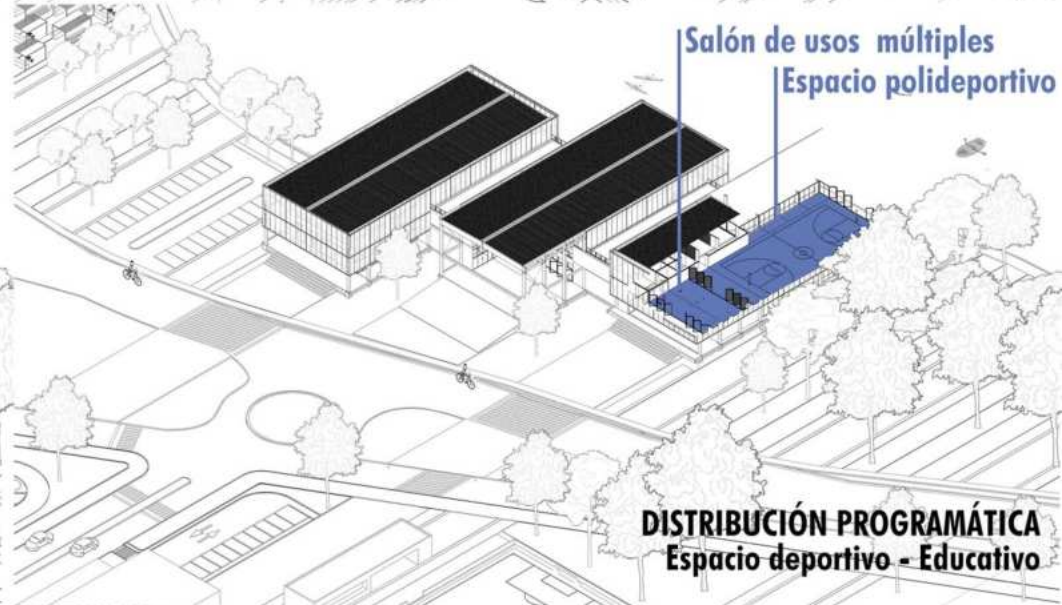 Salón de usos múltiples
Espacio polideportivo
DISTRIBUCIÓN PROGRAMÁTICA
Espacio deportivo - Educativo